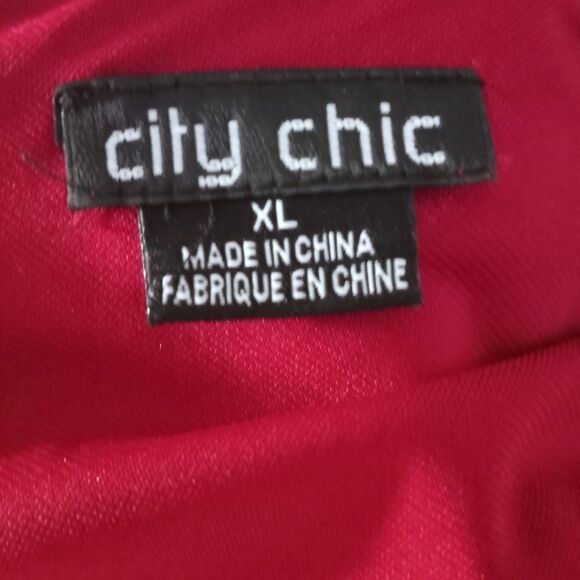 city chic
XL
MADE IN CHINA
FABRIQUE EN CHINE